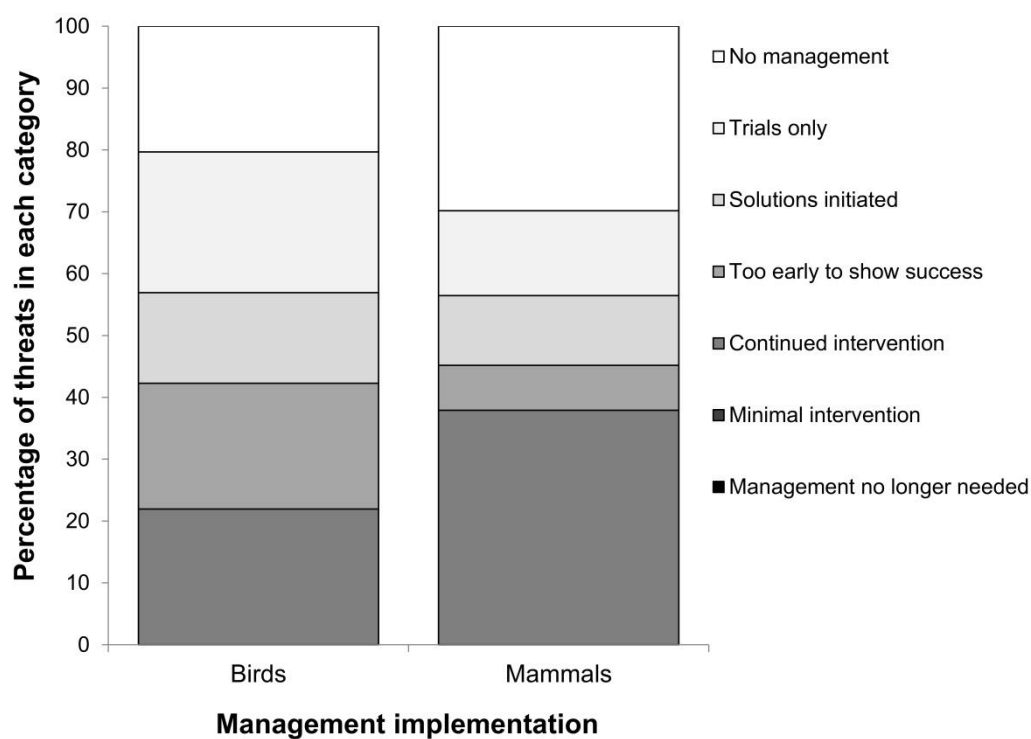 Percentage of threats in each category
100
90
80
70
60
50
40
30
20
10
0
Birds
Mammals
Management implementation
No management
Trials only
Solutions initiated
Too early to show success
Continued intervention
Minimal intervention
Management no longer needed